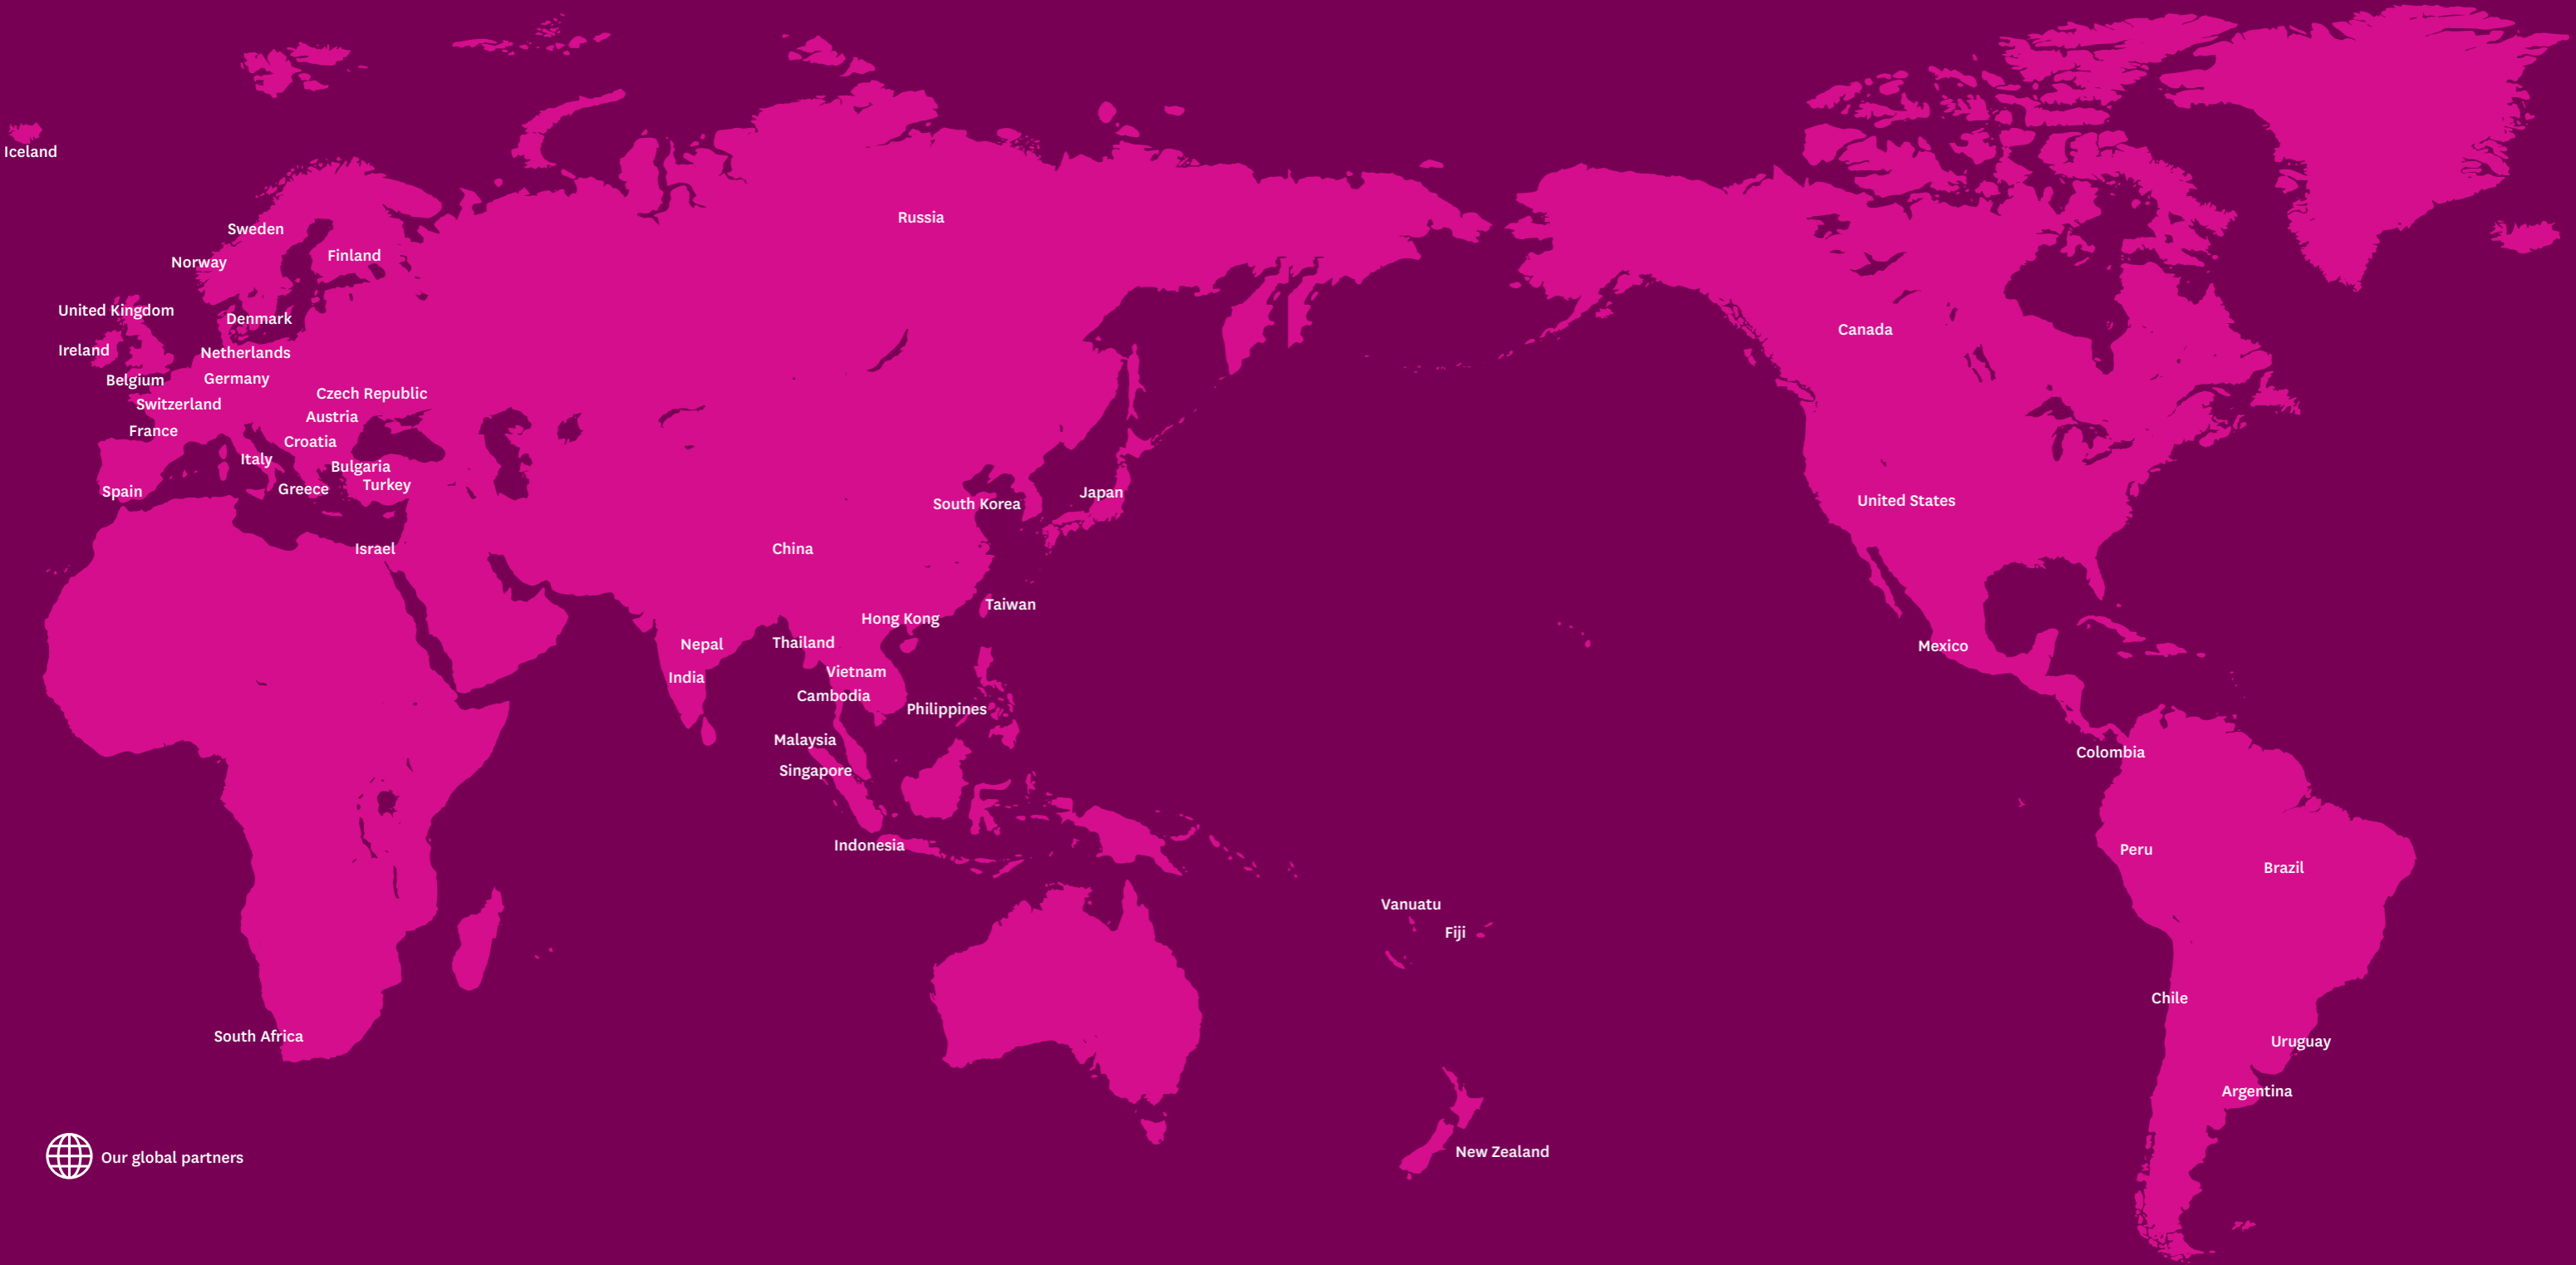 Iceland
Russia
Sweden
Finland
Norway
United Kingdom
Denmark
Canada
Ireland
Netherlands
Germany
Belgium
Czech Republic
Switzerland
Austria
France
Croatia
Italy
Bulgaria
Turkey
Greece
Spain
Japan
United States
South Korea
Israel
China
Taiwan
Hong Kong
Thailand
Nepal
Mexico
Vietnam
India
Cambodia
Philippines
Malaysia
Colombia
Singapore
Indonesia
Peru
Brazil
Vanuatu
Fiji
Chile
South Africa
Uruguay
Argentina
New Zealand
Our global partners